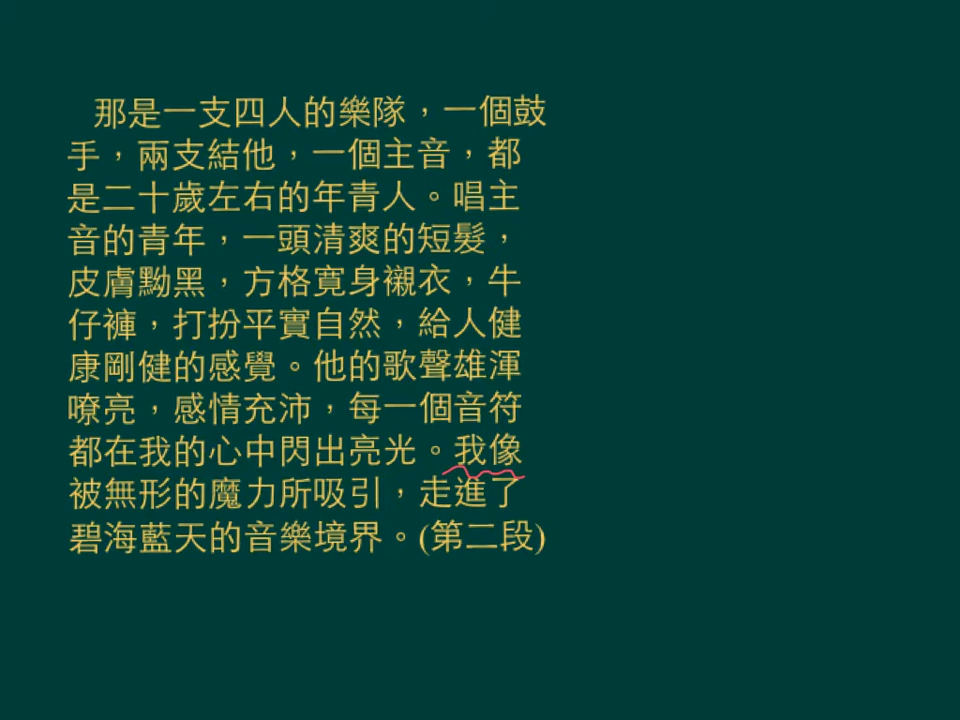 那是一支四人的樂隊，一個鼓
手，兩支結他，一個主音，都
是二十歲左右的年青人。唱主
音的青年，一頭清爽的短髮，
皮膚黝黑，方格寬身襯衣，牛
仔褲，打扮平實自然，給人健
康剛健的感覺。他的歌聲雄渾
嘹亮，感情充沛，每一個音符
都在我的心中閃出亮光。我像
被無形的魔力所吸引，走進了
碧海藍天的音樂境界。(第二段)